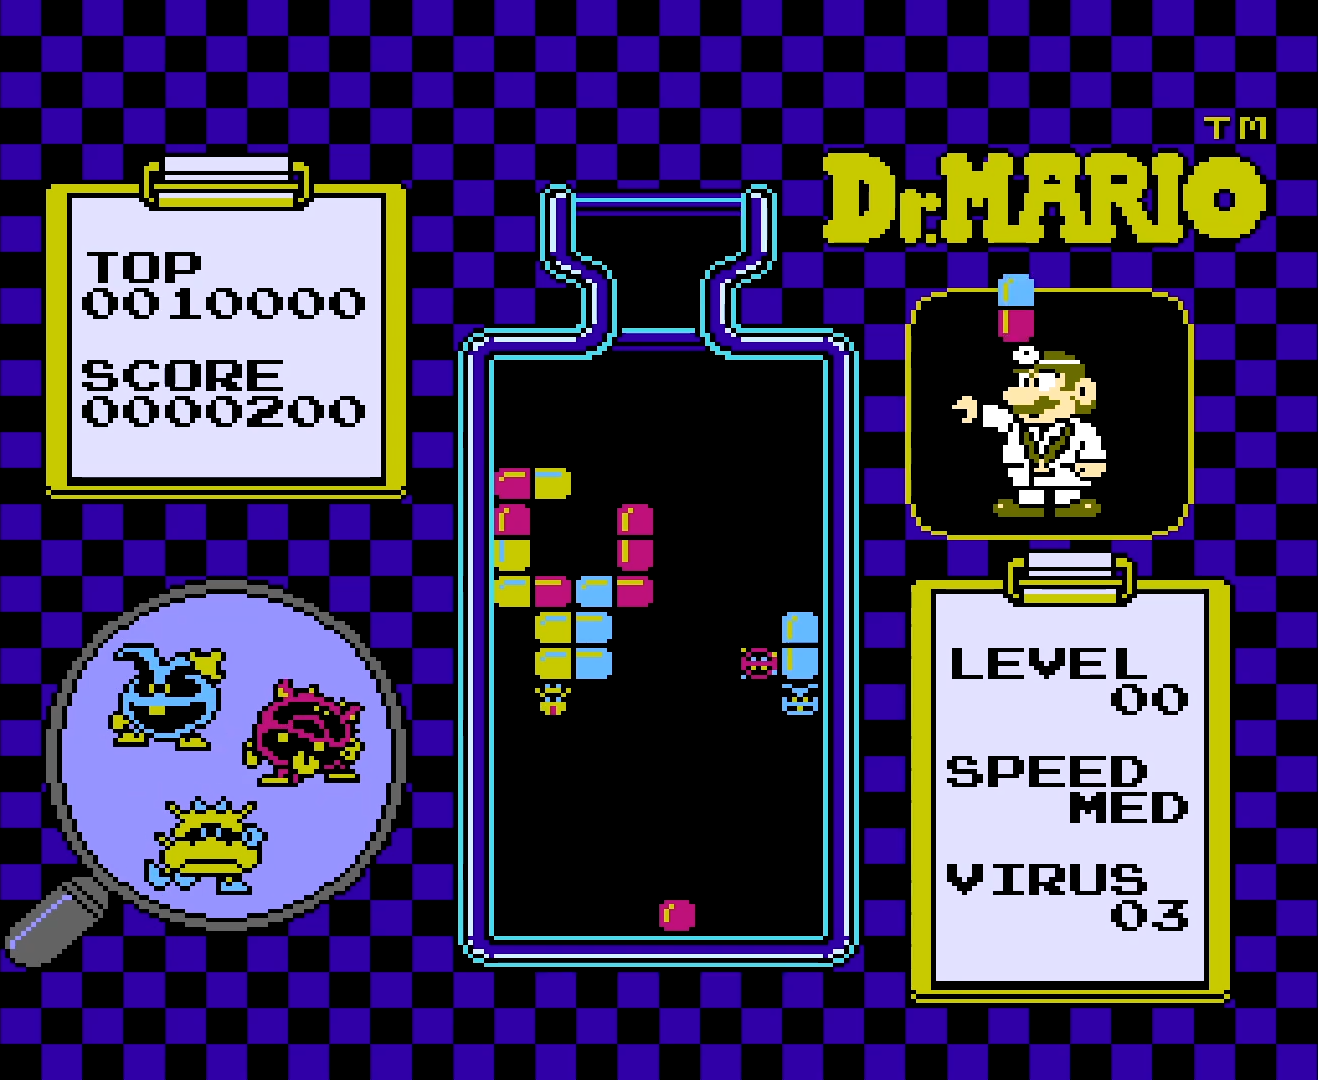 TM
Dr. MARIO
TOP
0010000
SCORE
0000200
LEVEL
00
SPEED
MED
VIRUS
03